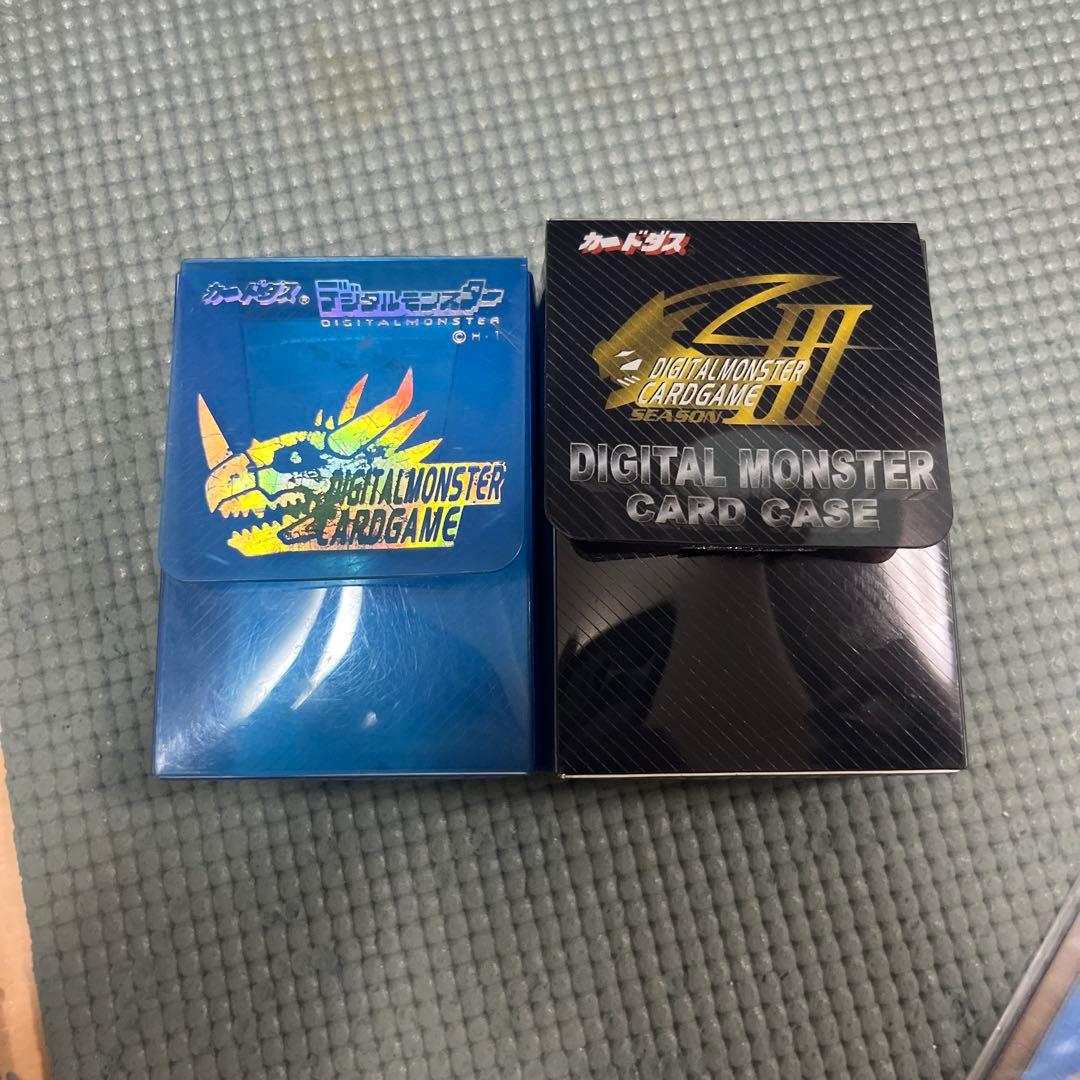 カードダス® デジタルモンスター
DIGITALMONSTER
©H・T
DIGITALMONSTER
CARDGAME
カードダス®
DIGITALMONSTER
CARDGAME
SEASON III
DIGITAL MONSTER
CARD CASE